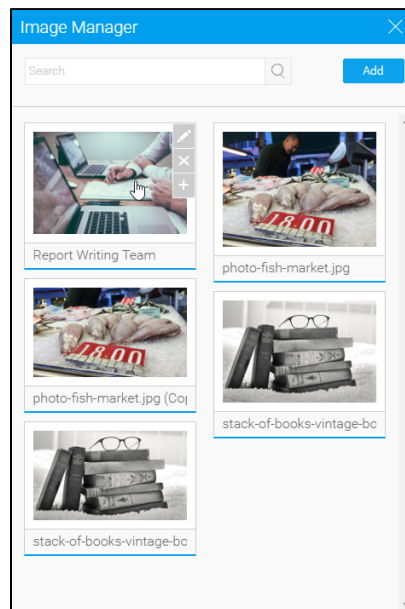 Image Manager
Search
Add
Report Writing Team
18.00
photo-fish-market.jpg
18.00
photo-fish-market.jpg (Co
stack-of-books-vintage-bo
stack-of-books-vintage-bo